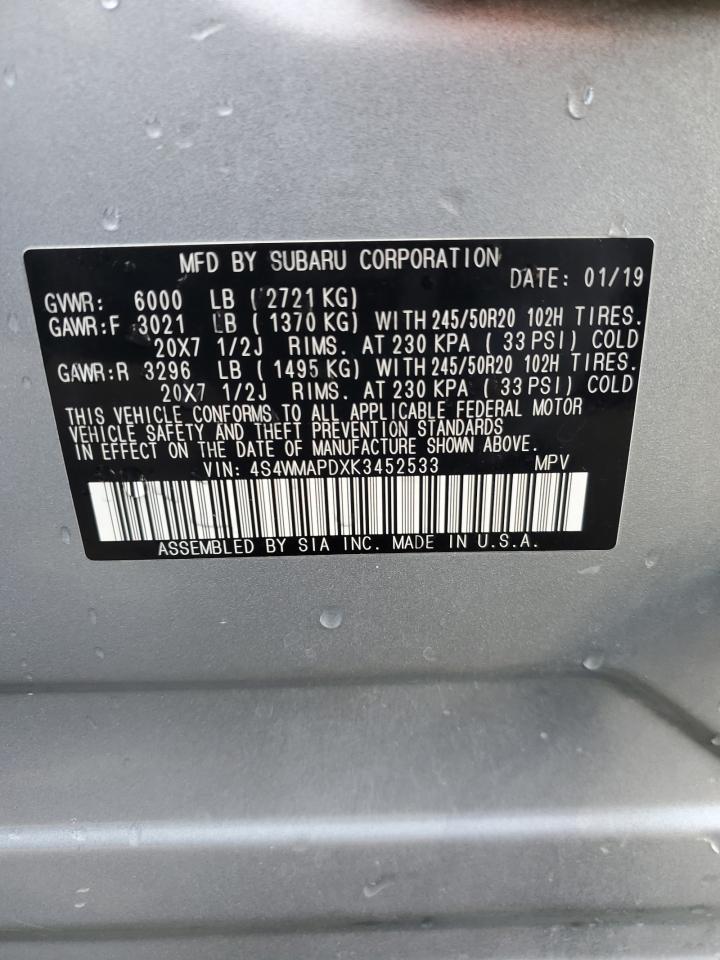 MFD BY SUBARU CORPORATION DATE: 01/19
GVWR: 6000 LB (2721 KG)
GAWR:F 3021 LB (1370 KG) WITH 245/50R20 102H TIRES.
20X7 1/2J RIMS. AT 230 KPA (33 PSI) COLD
GAWR:R 3296 LB (1495 KG) WITH 245/50R20 102H TIRES.
20X7 1/2J RIMS. AT 230 KPA (33 PSI) COLD
THIS VEHICLE CONFORMS TO ALL APPLICABLE FEDERAL MOTOR
VEHICLE SAFETY AND THEFT PREVENTION STANDARDS
IN EFFECT ON THE DATE OF MANUFACTURE SHOWN ABOVE.
VIN: 4S4WMAPDXK3452533 MPV
ASSEMBLED BY SIA INC. MADE IN U.S.A.